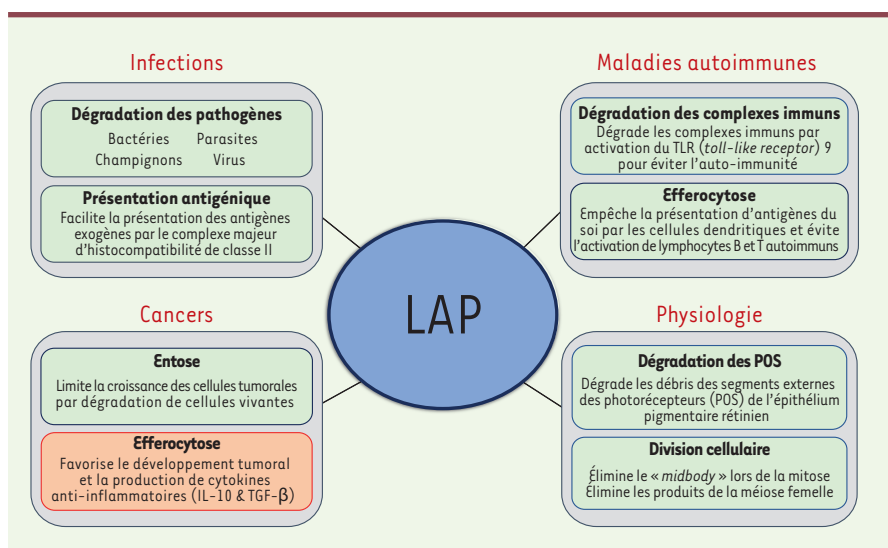 Infections
Dégradation des pathogènes
Bactéries Parasites
Champignons Virus
Présentation antigénique
Facilite la présentation des antigènes
exogènes par le complexe majeur
d'histocompatibilité de classe II
Maladies autoimmunes
Dégradation des complexes immuns
Dégrade les complexes immuns par
activation du TLR (toll-like receptor) 9
pour éviter l'auto-immunité
Efferocytose
Empêche la présentation d'antigènes du
soi par les cellules dendritiques et évite
l'activation de lymphocytes B et T autoimmuns
LAP
Cancers
Entose
Limite la croissance des cellules tumorales
par dégradation de cellules vivantes
Efferocytose
Favorise le développement tumoral
et la production de cytokines
anti-inflammatoires (IL-10 & TGF-β)
Physiologie
Dégradation des POS
Dégrade les débris des segments externes
des photorécepteurs (POS) de l'épithélium
pigmentaire rétinien
Division cellulaire
Élimine le « midbody » lors de la mitose
Élimine les produits de la méiose femelle